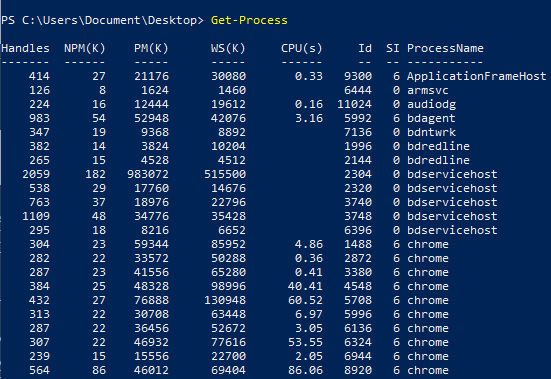 PS C:\Users\Document\Desktop> Get-Process
Handles NPM(K) PM(K) WS(K) CPU(s) Id SI ProcessName
------- ------ ----- ----- ------ -- -- -----------
414 27 21176 30080 0.33 9300 6 ApplicationFrameHost
126 8 1624 1460 6444 0 armsvc
224 16 12444 19612 0.16 11024 0 audiodg
983 54 52948 42076 3.16 5992 6 bdagent
347 19 9368 8892 7136 0 bdntwrk
382 14 3824 10204 1996 0 bdredline
265 15 4528 4512 2144 0 bdredline
2059 182 983072 515500 2304 0 bdservicehost
538 29 17760 14676 2320 0 bdservicehost
763 37 18976 22796 3740 0 bdservicehost
1109 48 34776 35428 3748 0 bdservicehost
295 18 8216 6652 6396 0 bdservicehost
304 23 59344 85952 4.86 1488 6 chrome
282 22 33572 50288 0.36 2872 6 chrome
287 23 41556 65280 0.41 3380 6 chrome
384 25 48328 98996 40.41 4548 6 chrome
432 27 76888 130948 60.52 5708 6 chrome
313 22 30708 63448 6.97 5996 6 chrome
287 22 36456 52672 3.05 6136 6 chrome
307 22 46932 77616 53.55 6324 6 chrome
239 15 15556 22700 2.05 6944 6 chrome
564 86 46012 69404 86.06 8920 6 chrome